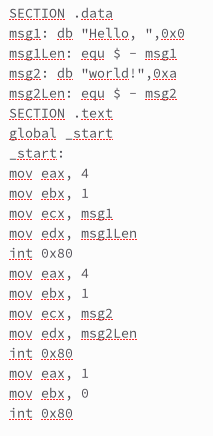 SECTION .data
msg1: db "Hello, ",0x0
msg1Len: equ $ - msg1
msg2: db "world!",0xa
msg2Len: equ $ - msg2
SECTION .text
global _start
_start:
mov eax, 4
mov ebx, 1
mov ecx, msg1
mov edx, msg1Len
int 0x80
mov eax, 4
mov ebx, 1
mov ecx, msg2
mov edx, msg2Len
int 0x80
mov eax, 1
mov ebx, 0
int 0x80